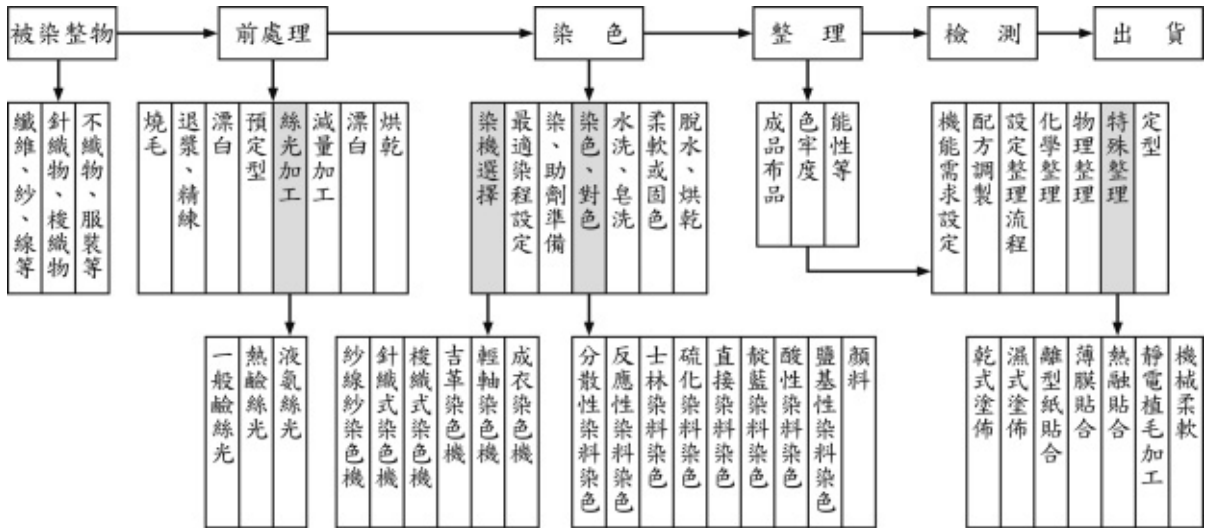 被染整物
前處理
染色
整理
檢測
出貨
纖維、紗、線等
針織物、梭織物
不織物、服裝等
燒毛
退漿、精練
漂白
預定型
絲光加工
減量加工
漂白
烘乾
染機選擇
最適染程設定
染、助劑準備
染色、對色
水洗、皂洗
柔軟或固色
脫水、烘乾
成品布品
色牢度
能性等
機能需求設定
配方調製
設定整理流程
化學整理
物理整理
特殊整理
定型
一般鹼絲光
熱鹼絲光
液氨絲光
紗線紗染色機
針織式染色機
梭織式染色機
吉革染色機
輕軸染色機
成衣染色機
分散性染料染色
反應性染料染色
士林染料染色
硫化染料染色
直接染料染色
靛藍染料染色
酸性染料染色
鹽基性染料染色
顏料
乾式塗佈
濕式塗佈
離型紙貼合
薄膜貼合
熱融貼合
靜電植毛加工
機械柔軟